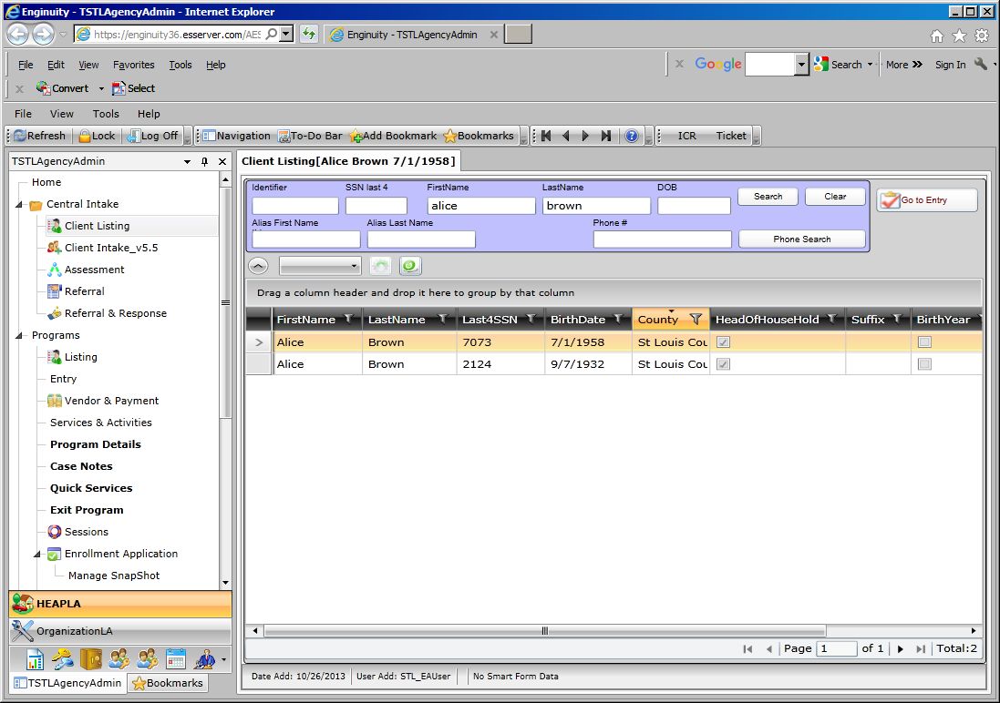 Enginuity - TSTLAgencyAdmin - Internet Explorer
https://enginuity36.esserver.com/AES
Enginuity - TSTLAgencyAdmin
File Edit View Favorites Tools Help
Google Search More Sign In
Convert Select
File View Tools Help
Refresh Lock Log Off Navigation To-Do Bar Add Bookmark Bookmarks ICR Ticket
TSTLAgencyAdmin
Home
Central Intake
Client Listing
Client Intake_v5.5
Assessment
Referral
Referral & Response
Programs
Listing
Entry
Vendor & Payment
Services & Activities
Program Details
Case Notes
Quick Services
Exit Program
Sessions
Enrollment Application
Manage SnapShot
HEAPLA
OrganizationLA
TSTLAgencyAdmin Bookmarks
Client Listing[Alice Brown 7/1/1958]
Identifier SSN last 4 FirstName LastName DOB
alice brown Search Clear Go to Entry
Alias First Name Alias Last Name Phone #
Phone Search
Drag a column header and drop it here to group by that column
FirstName LastName Last4SSN BirthDate County HeadOfHouseHold Suffix BirthYear
Alice Brown 7073 7/1/1958 St Louis Cou
Alice Brown 2124 9/7/1932 St Louis Cou
Page 1 of 1 Total:2
Date Add: 10/26/2013 User Add: STL_EAUser No Smart Form Data